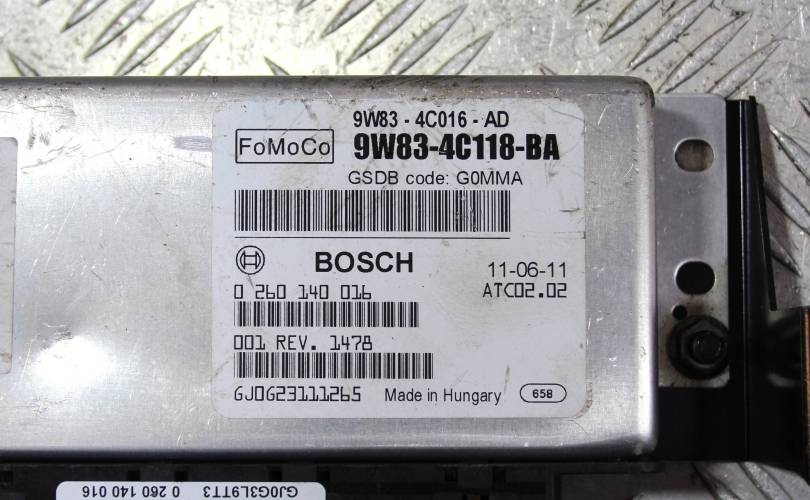 9W83 - 4C016 - AD
FoMoCo 9W83-4C118-BA
GSDB code: G0MMA
BOSCH 11-06-11
0 260 140 016 ATC02.02
001 REV. 1478
GJ0G23111265 Made in Hungary 658
GJ0G3L9TT3 0 260 140 016